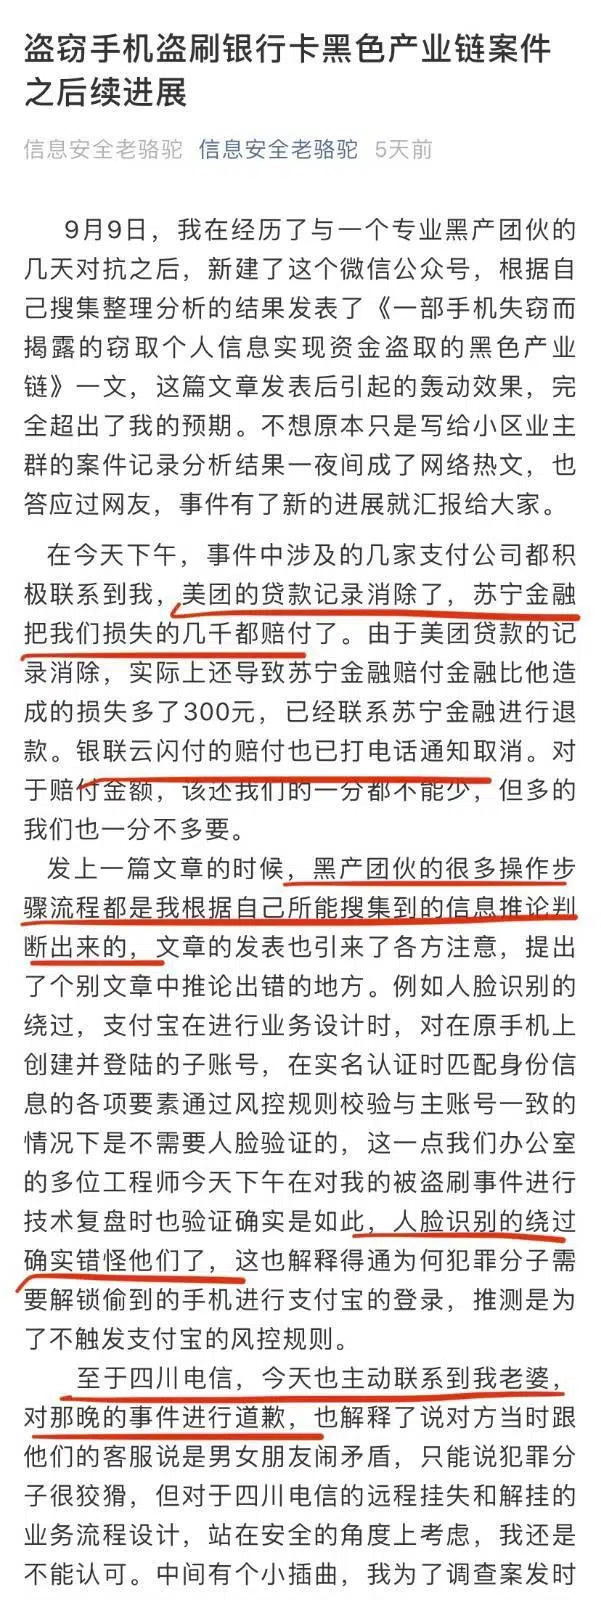 盗窃手机盗刷银行卡黑色产业链案件
之后续进展
信息安全老骆驼 信息安全老骆驼 5天前
9月9日，我在经历了与一个专业黑产团伙的
几天对抗之后，新建了这个微信公众号，根据自
己搜集整理分析的结果发表了《一部手机失窃而
揭露的窃取个人信息实现资金盗取的黑色产业
链》一文，这篇文章发表后引起的轰动效果，完
全超出了我的预期。不想原本只是写给小区业主
群的案件记录分析结果一夜间成了网络热文，也
答应过网友，事件有了新的进展就汇报给大家。
在今天下午，事件中涉及的几家支付公司都积
极联系到我，美团的贷款记录消除了，苏宁金融
把我们损失的几千都赔付了。由于美团贷款的记
录消除，实际上还导致苏宁金融赔付金融比他造
成的损失多了300元，已经联系苏宁金融进行退
款。银联云闪付的赔付也已打电话通知取消。对
于赔付金额，该还我们的一分都不能少，但多的
我们也一分不多要。
发上一篇文章的时候，黑产团伙的很多操作步
骤流程都是我根据自己所能搜集到的信息推论判
断出来的，文章的发表也引来了各方注意，提出
了个别文章中推论出错的地方。例如人脸识别的
绕过，支付宝在进行业务设计时，对在原手机上
创建并登陆的子账号，在实名认证时匹配身份信
息的各项要素通过风控规则校验与主账号一致的
情况下是不需要人脸验证的，这一点我们办公室
的多位工程师今天下午在对我的被盗刷事件进行
技术复盘时也验证确实是如此，人脸识别的绕过
确实错怪他们了，这也解释得通为何犯罪分子需
要解锁偷到的手机进行支付宝的登录，推测是为
了不触发支付宝的风控规则。
至于四川电信，今天也主动联系到我老婆，
对那晚的事件进行道歉，也解释了说对方当时跟
他们的客服说是男女朋友闹矛盾，只能说犯罪分
子很狡猾，但对于四川电信的远程挂失和解挂的
业务流程设计，站在安全的角度上考虑，我还是
不能认可。中间有个小插曲，我为了调查案发时